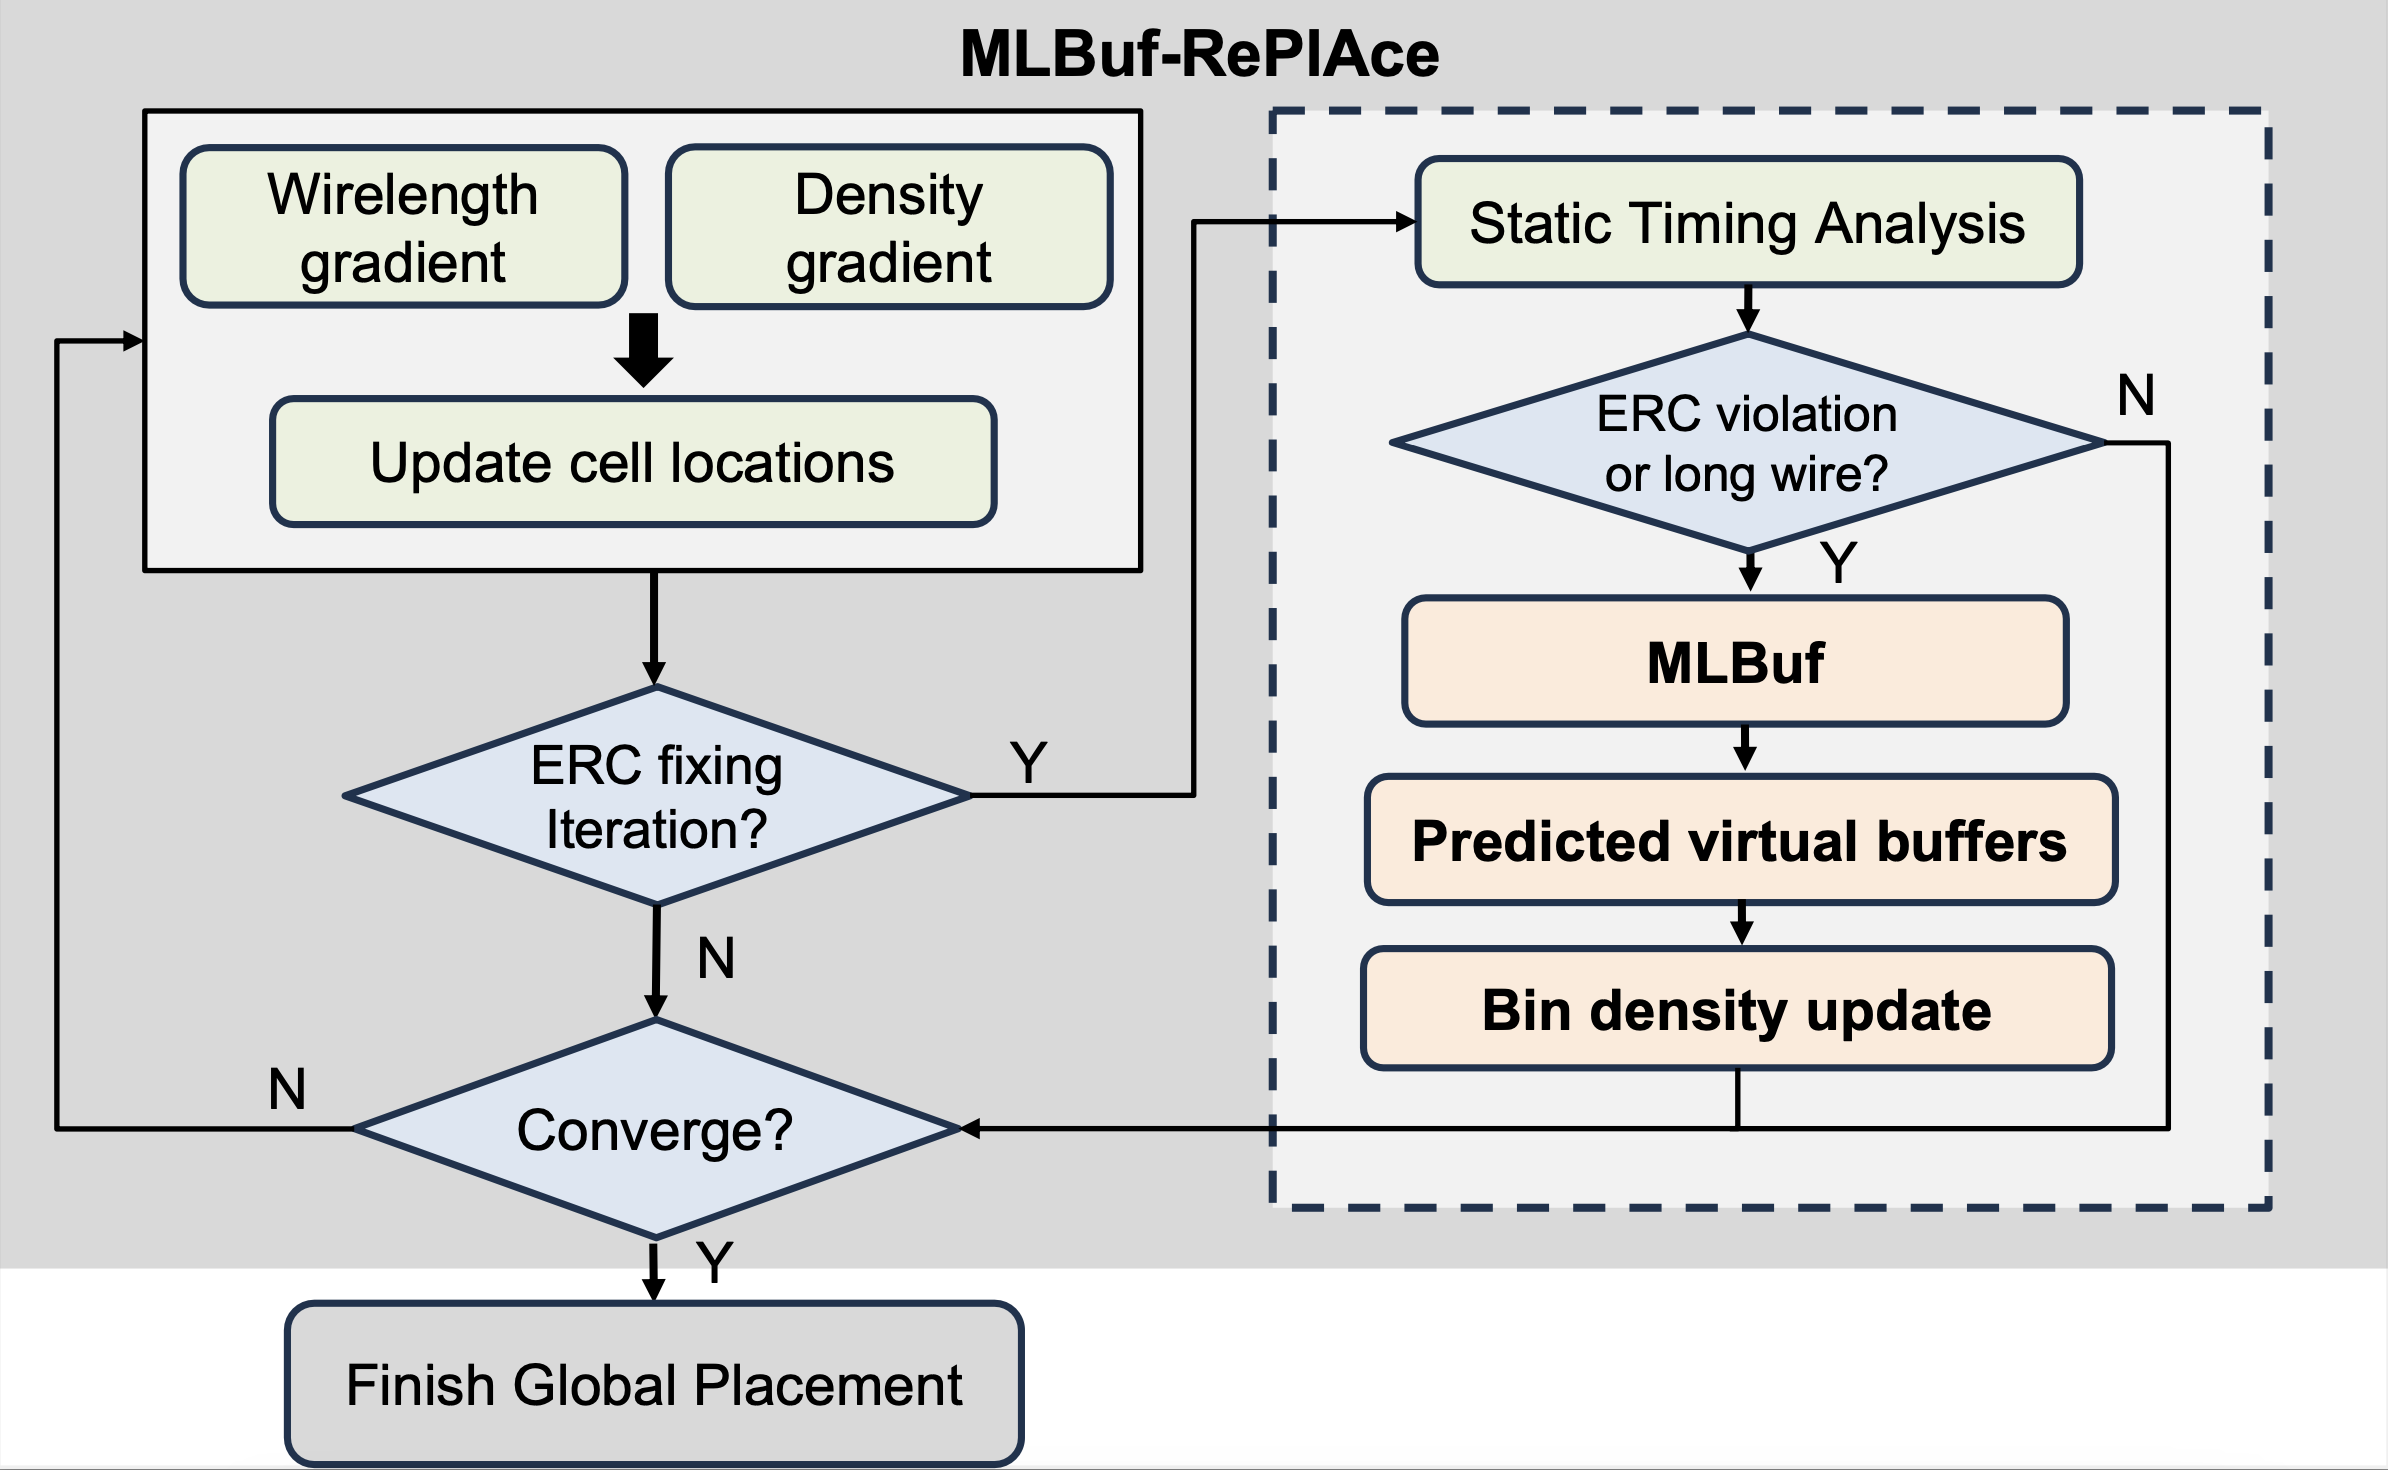 MLBuf-RePlAce
Wirelength
gradient
Density
gradient
Update cell locations
ERC fixing
Iteration?
Y
N
Converge?
N
Y
Finish Global Placement
Static Timing Analysis
ERC violation
or long wire?
N
Y
MLBuf
Predicted virtual buffers
Bin density update